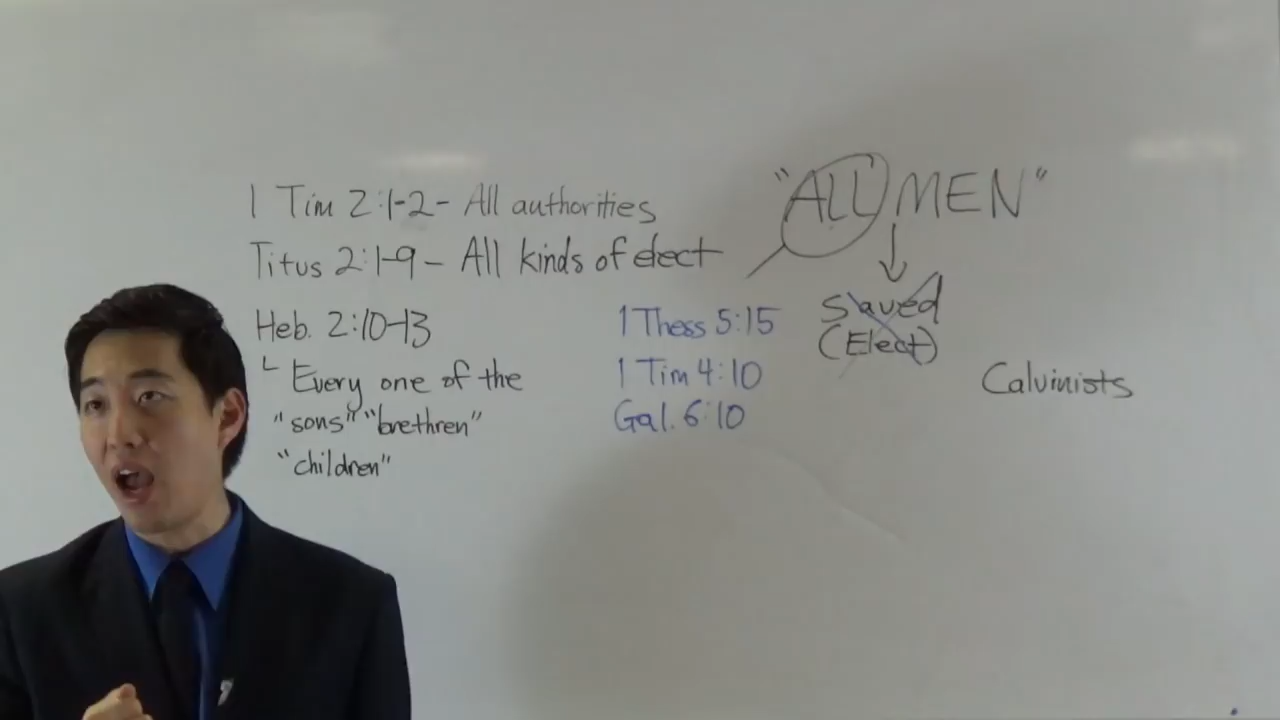 1 Tim 2:1-2- All authorities
Titus 2:1-9 - All kinds of elect
Heb. 2:10-13
Every one of the
"sons" "brethren"
"children"
1 Thess 5:15
1 Tim 4:10
Gal. 6:10
"ALL MEN"
Saved
(Elect)
Calvinists